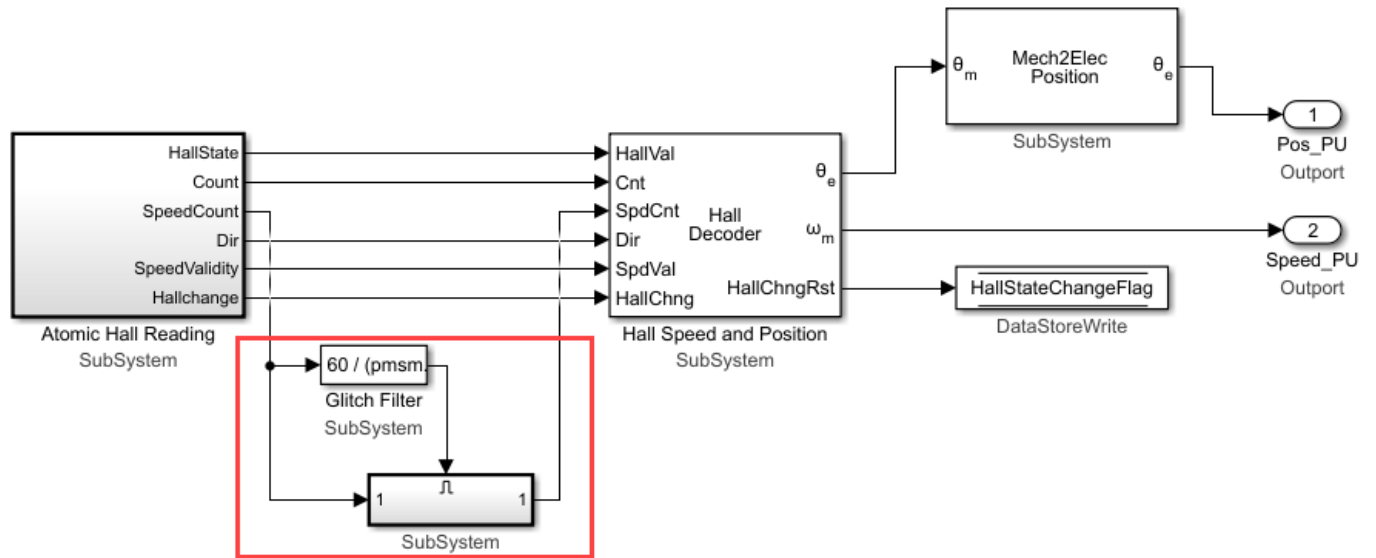 θm
Mech2Elec
Position
θe
SubSystem
1
Pos_PU
Outport
HallState
Count
SpeedCount
Dir
SpeedValidity
Hallchange
Atomic Hall Reading
SubSystem
HallVal
Cnt
SpdCnt
Dir
SpdVal
HallChng
Hall
Decoder
θe
ωm
HallChngRst
Hall Speed and Position
SubSystem
2
Speed_PU
Outport
HallStateChangeFlag
DataStoreWrite
60 / (pmsm.
Glitch Filter
SubSystem
1
1
SubSystem